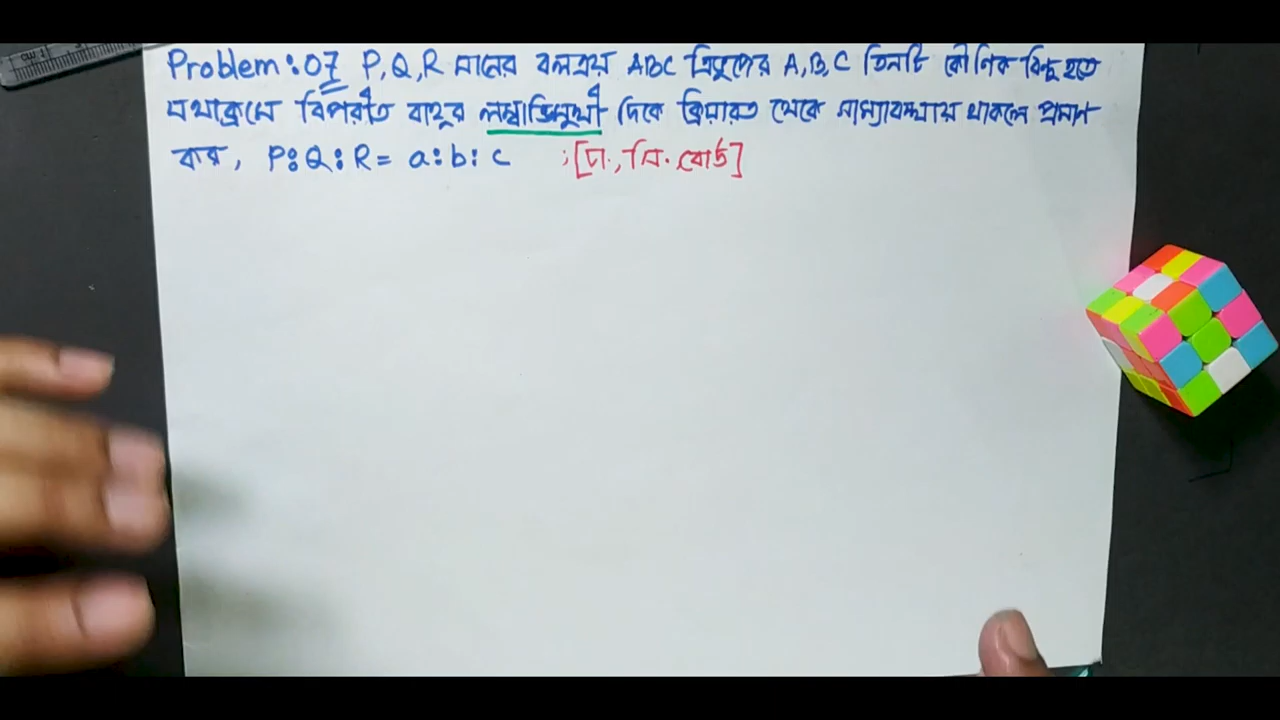 Problem:07 P,Q,R মানের বলত্রয় ABC ত্রিভুজের A,B,C তিনটি কৌণিক বিন্দু হতে
যথাক্রমে বিপরীত বাহুর লম্বাভিমুখী দিকে ক্রিয়ারত থেকে সাম্যাবস্থায় থাকলে প্রমাণ
কর, P:Q:R= a:b:c ;[ঢা., সি. বোর্ড]